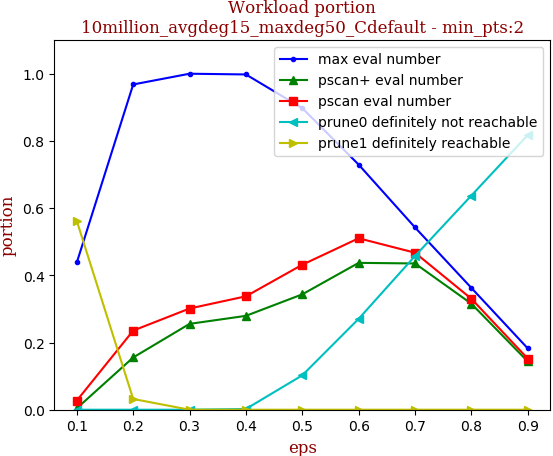 Workload portion
10million_avgdeg15_maxdeg50_Cdefault - min_pts:2
max eval number
pscan+ eval number
pscan eval number
prune0 definitely not reachable
prune1 definitely reachable
portion
1.0
0.8
0.6
0.4
0.2
0.0
0.1 0.2 0.3 0.4 0.5 0.6 0.7 0.8 0.9
eps